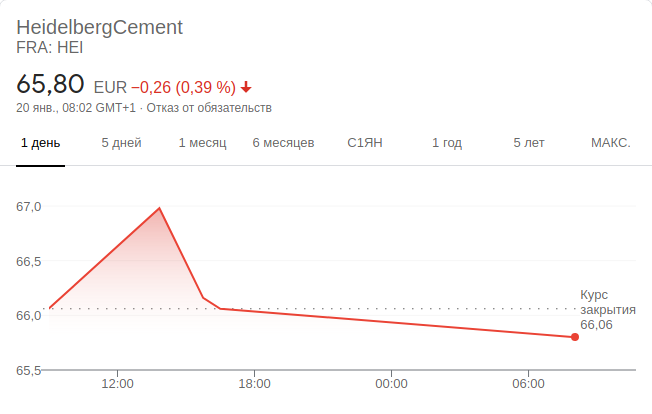 HeidelbergCement
FRA: HEI
65,80 EUR −0,26 (0,39 %)
20 янв., 08:02 GMT+1 · Отказ от обязательств
1 день 5 дней 1 месяц 6 месяцев С1ЯН 1 год 5 лет МАКС.
67,0
66,5
66,0
65,5
Курс
закрытия
66,06
12:00 18:00 00:00 06:00